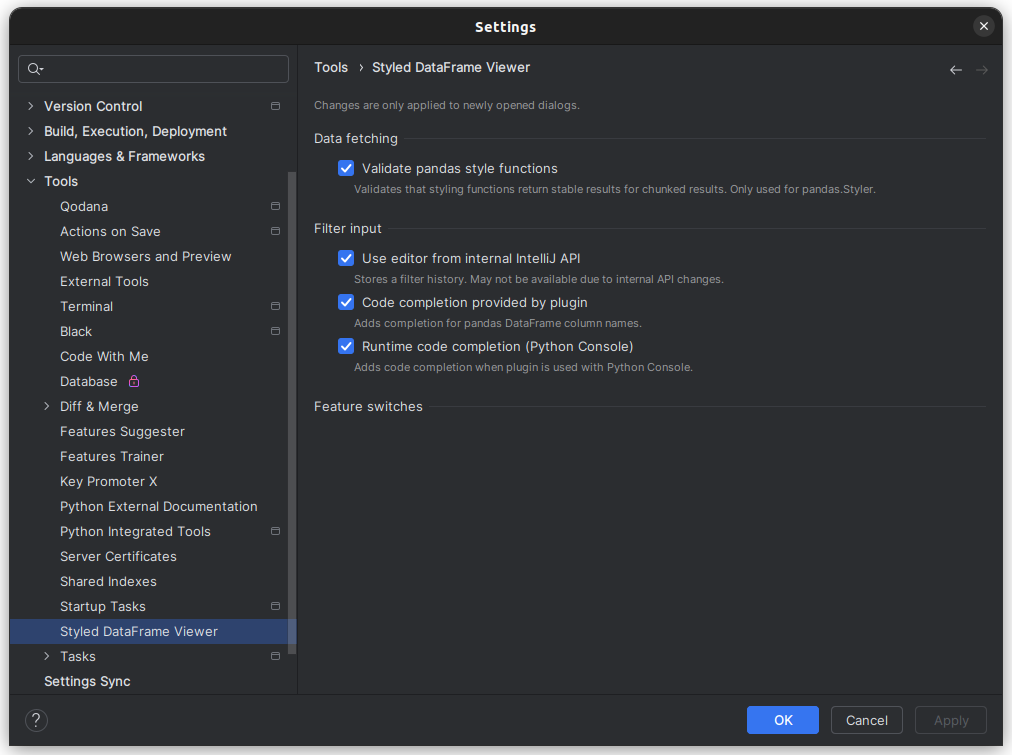 Settings
Tools › Styled DataFrame Viewer
Version Control
Build, Execution, Deployment
Languages & Frameworks
Tools
Qodana
Actions on Save
Web Browsers and Preview
External Tools
Terminal
Black
Code With Me
Database
Diff & Merge
Features Suggester
Features Trainer
Key Promoter X
Python External Documentation
Python Integrated Tools
Server Certificates
Shared Indexes
Startup Tasks
Styled DataFrame Viewer
Tasks
Settings Sync
Changes are only applied to newly opened dialogs.
Data fetching
Validate pandas style functions
Validates that styling functions return stable results for chunked results. Only used for pandas.Styler.
Filter input
Use editor from internal IntelliJ API
Stores a filter history. May not be available due to internal API changes.
Code completion provided by plugin
Adds completion for pandas DataFrame column names.
Runtime code completion (Python Console)
Adds code completion when plugin is used with Python Console.
Feature switches
?
OK
Cancel
Apply